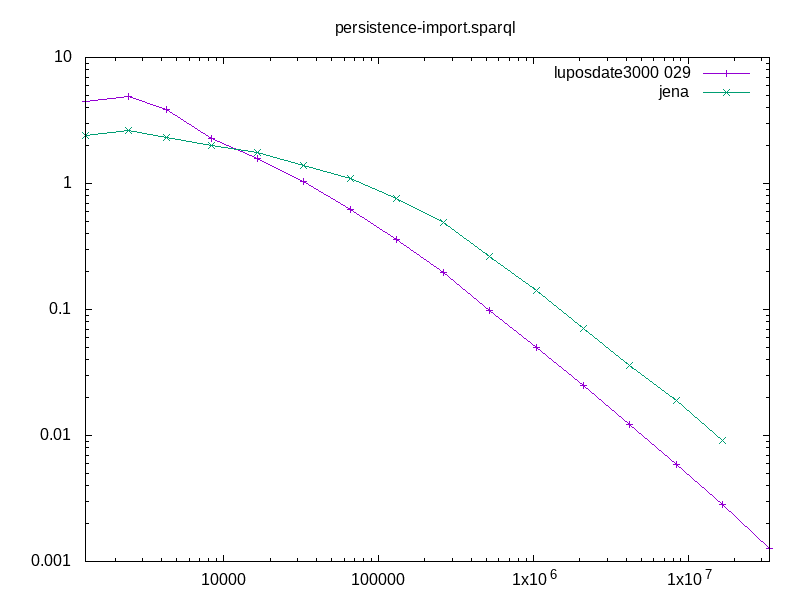 persistence-import.sparql
10
1
0.1
0.01
0.001
luposdate3000 029
jena
10000
100000
1x10^6
1x10^7